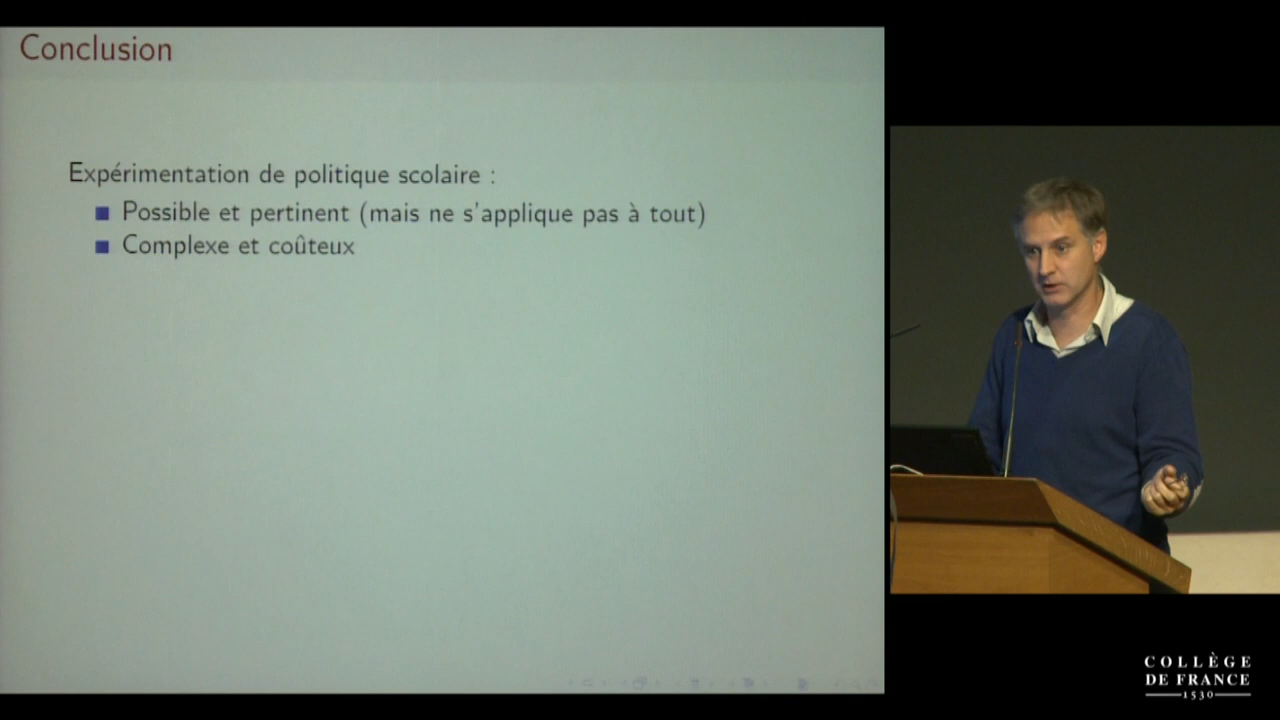 Conclusion
Expérimentation de politique scolaire :
Possible et pertinent (mais ne s'applique pas à tout)
Complexe et coûteux
COLLÈGE
DE FRANCE
1530